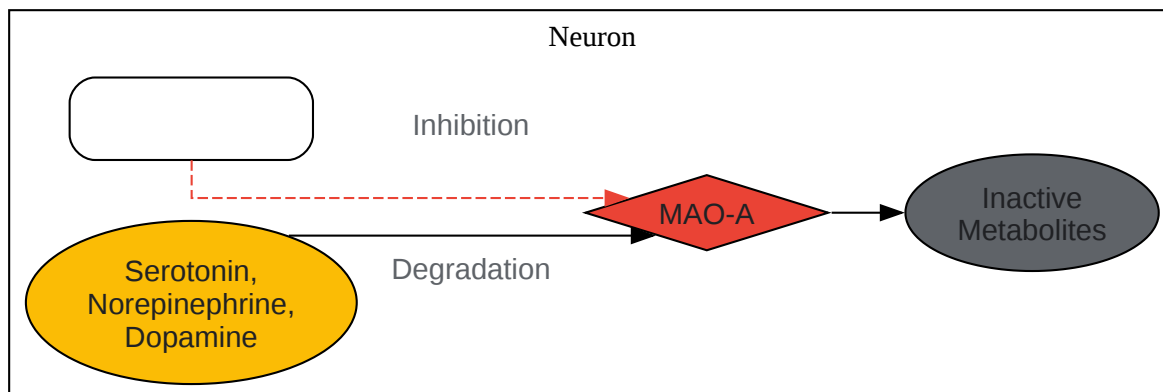 Neuron
Inhibition
MAO-A
Inactive
Metabolites
Degradation
Serotonin,
Norepinephrine,
Dopamine